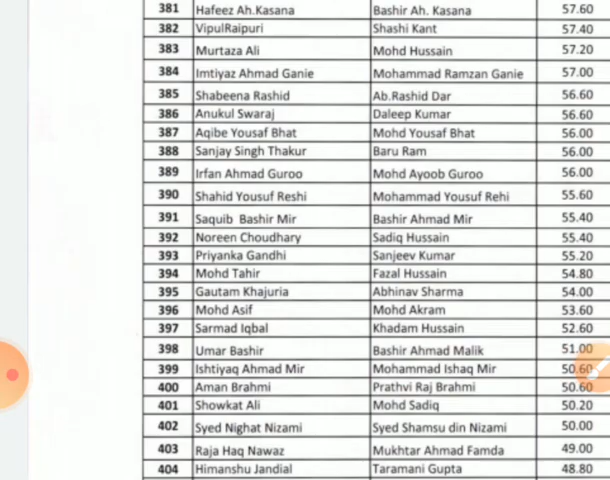 381 Hafeez Ah.Kasana Bashir Ah. Kasana 57.60
382 VipulRaipuri Shashi Kant 57.40
383 Murtaza Ali Mohd Hussain 57.20
384 Imtiyaz Ahmad Ganie Mohammad Ramzan Ganie 57.00
385 Shabeena Rashid Ab.Rashid Dar 56.60
386 Anukul Swaraj Daleep Kumar 56.60
387 Aqibe Yousaf Bhat Mohd Yousaf Bhat 56.00
388 Sanjay Singh Thakur Baru Ram 56.00
389 Irfan Ahmad Guroo Mohd Ayoob Guroo 56.00
390 Shahid Yousuf Reshi Mohammad Yousuf Rehi 55.60
391 Saquib Bashir Mir Bashir Ahmad Mir 55.40
392 Noreen Choudhary Sadiq Hussain 55.40
393 Priyanka Gandhi Sanjeev Kumar 55.20
394 Mohd Tahir Fazal Hussain 54.80
395 Gautam Khajuria Abhinav Sharma 54.00
396 Mohd Asif Mohd Akram 53.60
397 Sarmad Iqbal Khadam Hussain 52.60
398 Umar Bashir Bashir Ahmad Malik 51.00
399 Ishtiyaq Ahmad Mir Mohammad Ishaq Mir 50.60
400 Aman Brahmi Prathvi Raj Brahmi 50.60
401 Showkat Ali Mohd Sadiq 50.20
402 Syed Nighat Nizami Syed Shamsu din Nizami 50.00
403 Raja Haq Nawaz Mukhtar Ahmad Famda 49.00
404 Himanshu Jandial Taramani Gupta 48.80